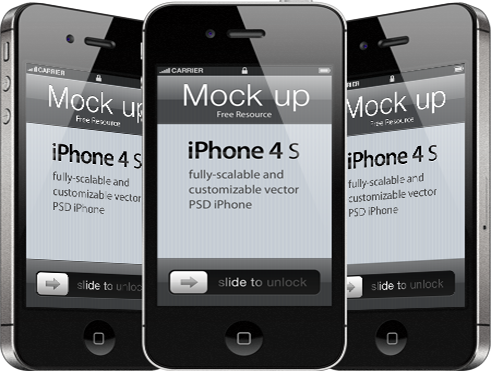 CARRIER
Mock up
Free Resource
iPhone 4 S
fully-scalable and
customizable vector
PSD iPhone
slide to unlock
CARRIER
Mock up
Free Resource
iPhone 4 S
fully-scalable and
customizable vector
PSD iPhone
slide to unlock
Mock up
Free Resource
iPhone 4 S
fully-scalable and
customizable vector
PSD iPhone
slide to unlock